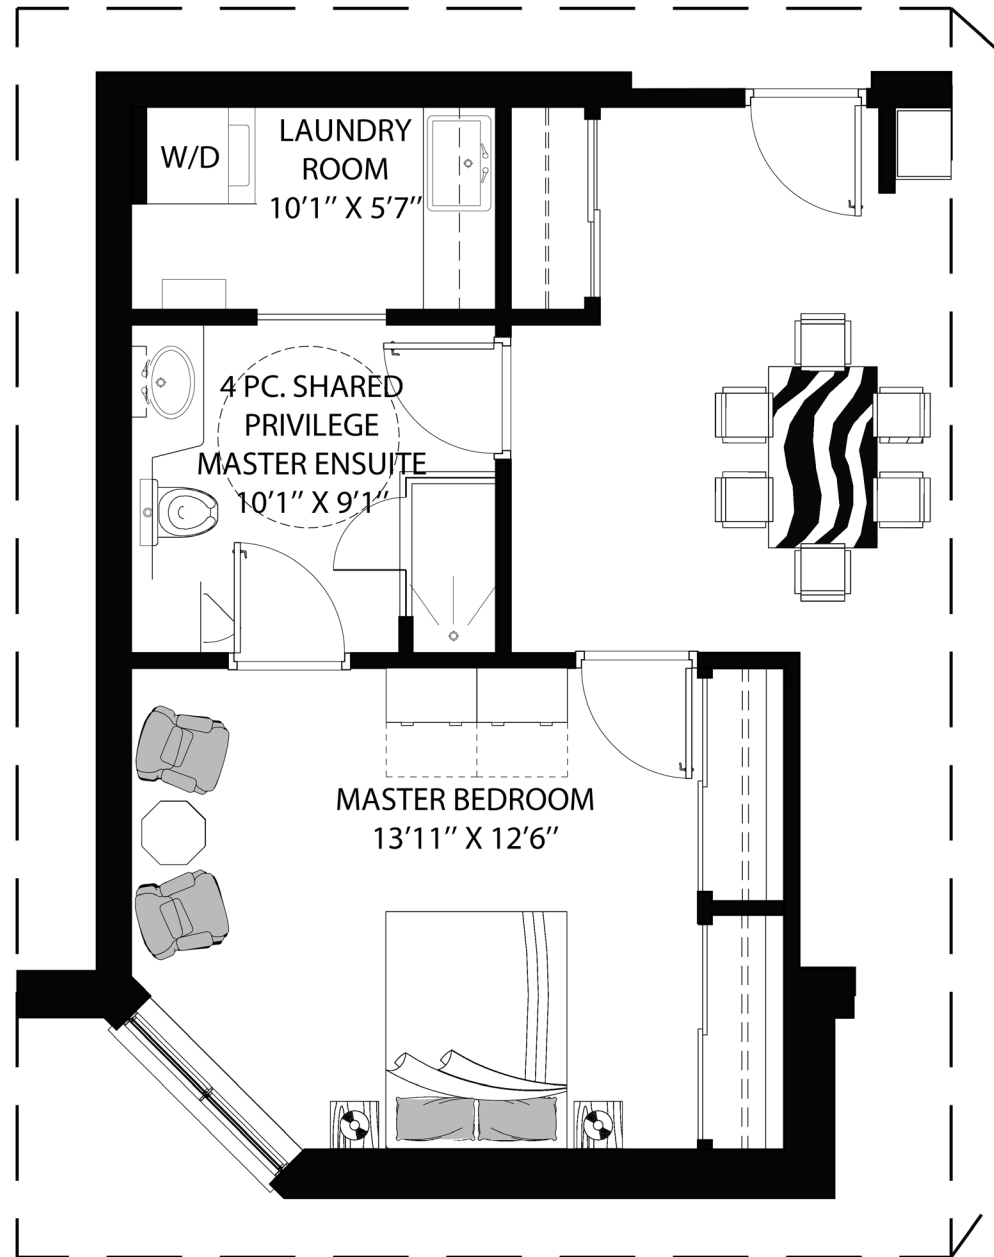 W/D
LAUNDRY
ROOM
10'1" X 5'7"
4 PC. SHARED
PRIVILEGE
MASTER ENSUITE
10'1" X 9'1"
MASTER BEDROOM
13'11" X 12'6"